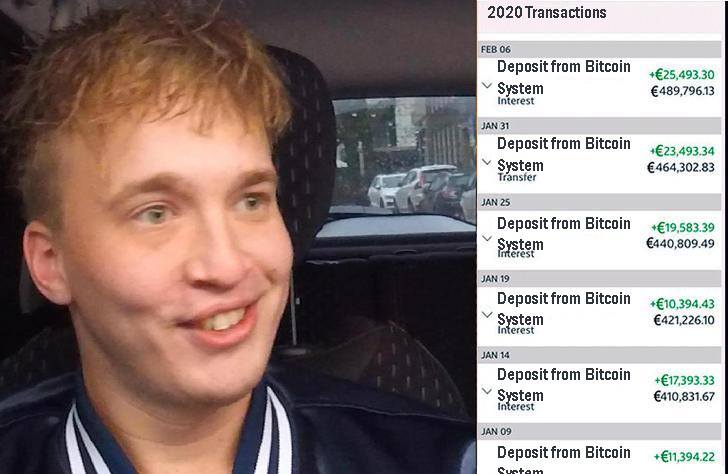 2020 Transactions
FEB 06
Deposit from Bitcoin +€25,493.30
System €489,796.13
Interest
JAN 31
Deposit from Bitcoin +€23,493.34
System €464,302.83
Transfer
JAN 25
Deposit from Bitcoin +€19,583.39
System €440,809.49
Interest
JAN 19
Deposit from Bitcoin +€10,394.43
System €421,226.10
Interest
JAN 14
Deposit from Bitcoin +€17,393.33
System €410,831.67
Interest
JAN 09
Deposit from Bitcoin +€11,394.22
System